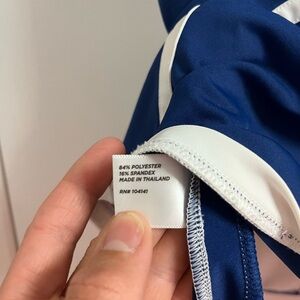 84% POLYESTER
16% SPANDEX
MADE IN THAILAND
RN# 104141